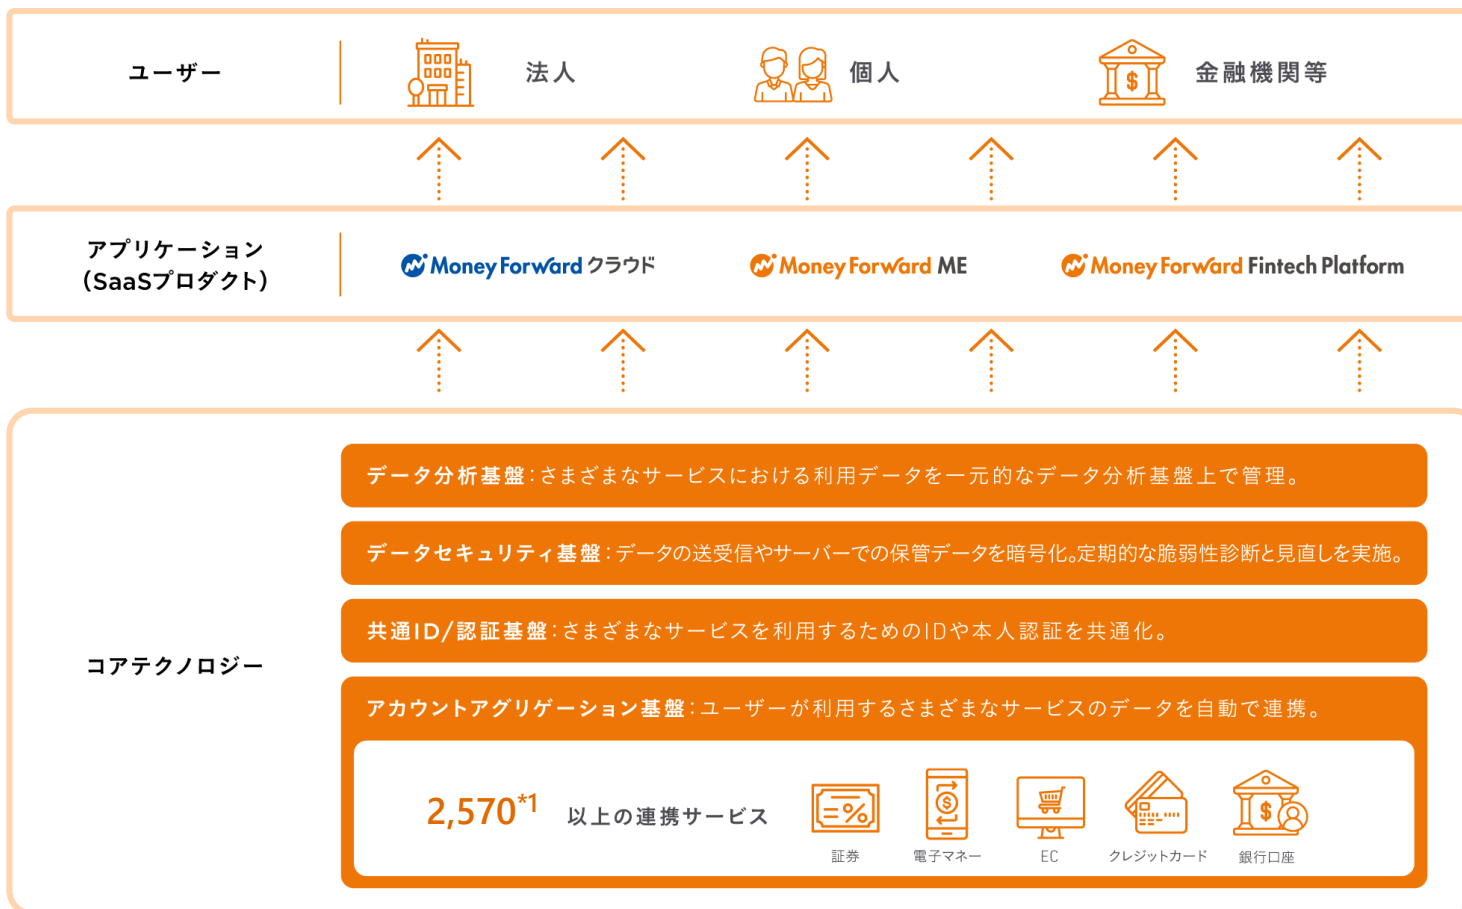 ユーザー
法人
個人
金融機関等
アプリケーション
(SaaSプロダクト)
Money Forward クラウド
Money Forward ME
Money Forward Fintech Platform
コアテクノロジー
データ分析基盤：さまざまなサービスにおける利用データを一元的なデータ分析基盤上で管理。
データセキュリティ基盤：データの送受信やサーバーでの保管データを暗号化。定期的な脆弱性診断と見直しを実施。
共通ID/認証基盤：さまざまなサービスを利用するためのIDや本人認証を共通化。
アカウントアグリゲーション基盤：ユーザーが利用するさまざまなサービスのデータを自動で連携。
2,570*1 以上の連携サービス
証券
電子マネー
EC
クレジットカード
銀行口座